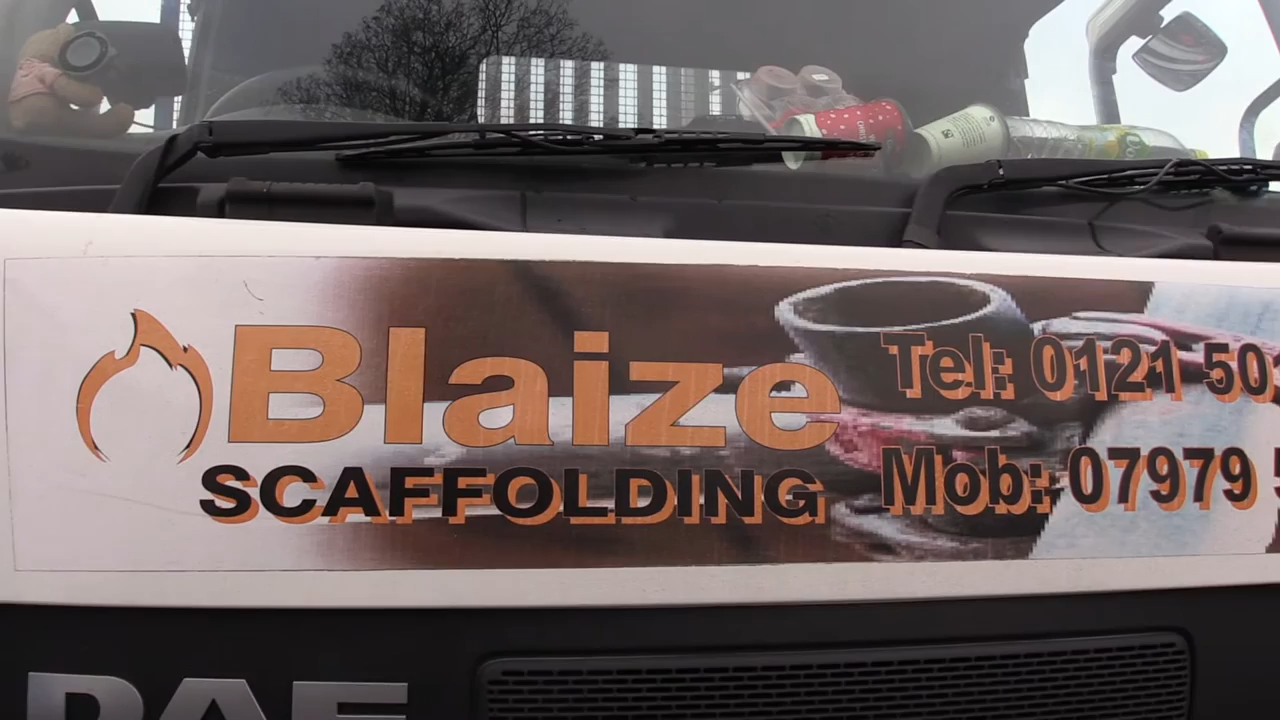 Blaize
SCAFFOLDING
Tel: 0121 50
Mob: 07979
DAF